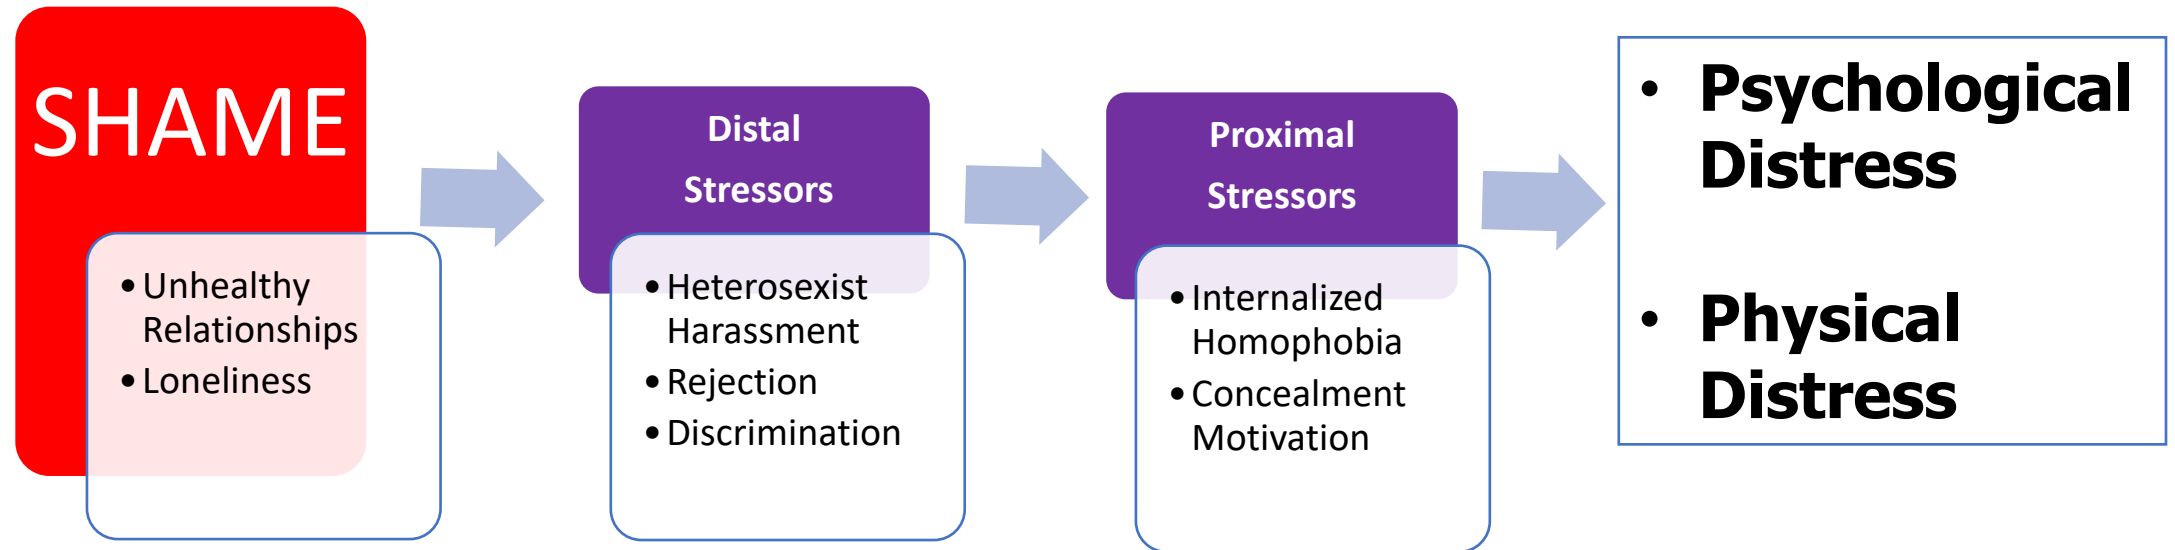 SHAME
• Unhealthy
Relationships
• Loneliness
Distal
Stressors
• Heterosexist
Harassment
• Rejection
• Discrimination
Proximal
Stressors
• Internalized
Homophobia
• Concealment
Motivation
• Psychological
Distress
• Physical
Distress